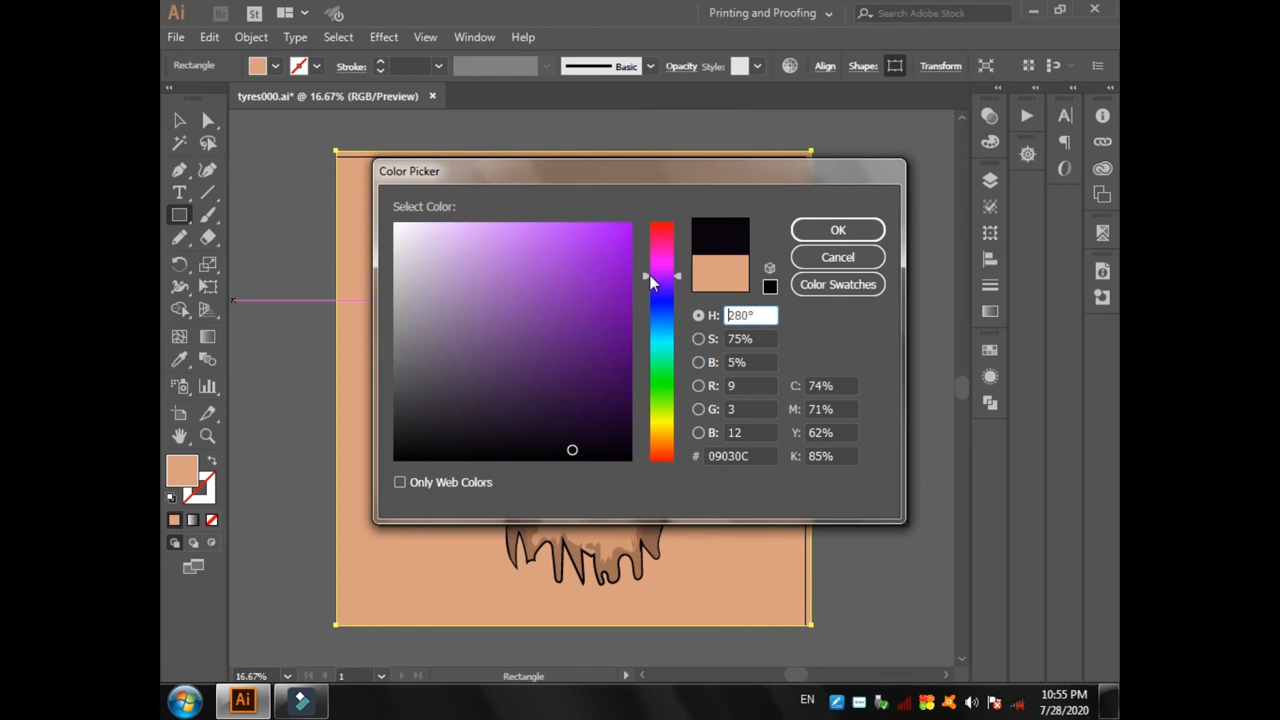 Ai Br St Printing and Proofing Search Adobe Stock
File Edit Object Type Select Effect View Window Help
Rectangle Stroke: Basic Opacity Style: Align Shape: Transform
tyres000.ai* @ 16.67% (RGB/Preview) ×
Color Picker
Select Color:
OK
Cancel
Color Swatches
H: 280°
S: 75%
B: 5%
R: 9 C: 74%
G: 3 M: 71%
B: 12 Y: 62%
# 09030C K: 85%
Only Web Colors
16.67% 1 Rectangle
Ai EN 10:55 PM
7/28/2020